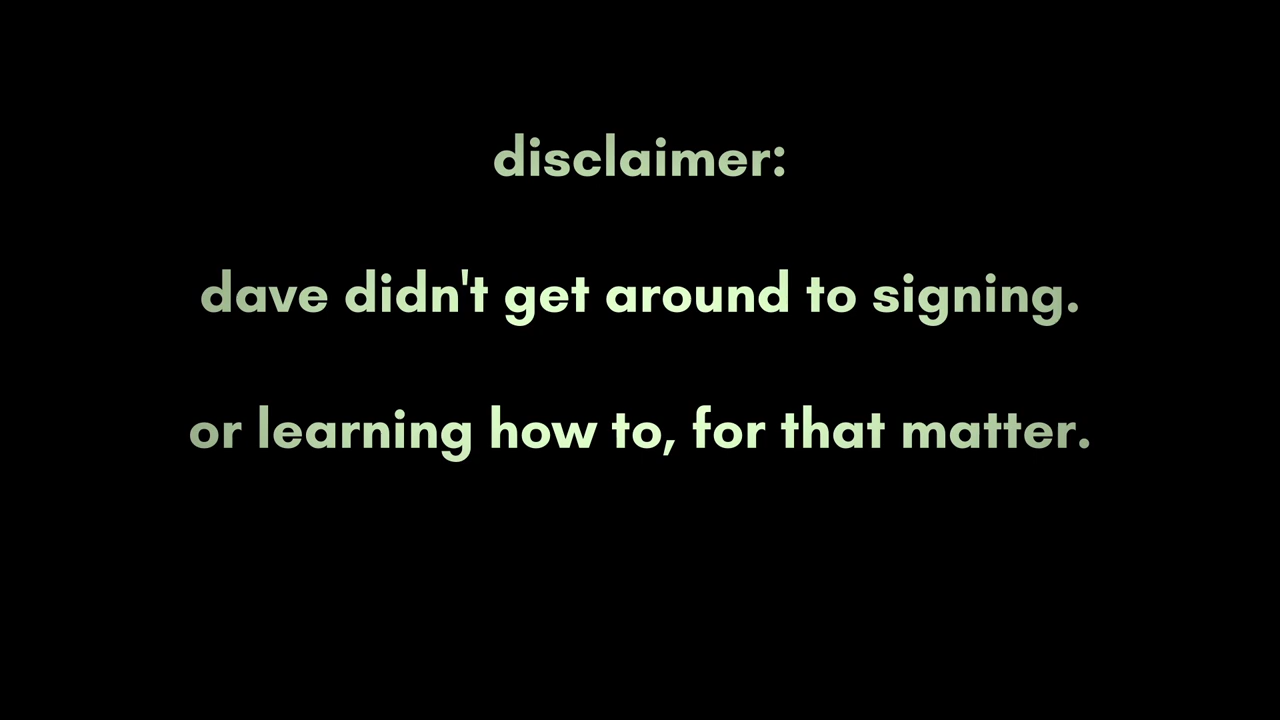 disclaimer:
dave didn't get around to signing.
or learning how to, for that matter.